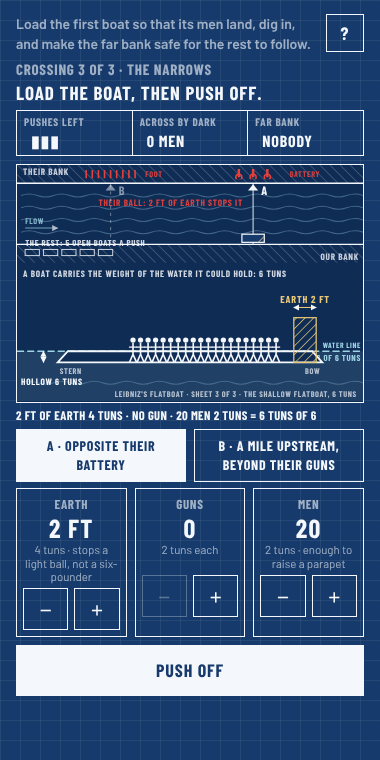 Load the first boat so that its men land, dig in,
and make the far bank safe for the rest to follow.
?
CROSSING 3 OF 3 · THE NARROWS
LOAD THE BOAT, THEN PUSH OFF.
PUSHES LEFT
ACROSS BY DARK
0 MEN
FAR BANK
NOBODY
THEIR BANK
FOOT
BATTERY
B
A
THEIR BALL: 2 FT OF EARTH STOPS IT
FLOW
THE REST: 5 OPEN BOATS A PUSH
OUR BANK
A BOAT CARRIES THE WEIGHT OF THE WATER IT COULD HOLD: 6 TUNS
EARTH 2 FT
WATER LINE
6 OF 6 TUNS
STERN
BOW
HOLLOW 6 TUNS
LEIBNIZ'S FLATBOAT · SHEET 3 OF 3 · THE SHALLOW FLATBOAT, 6 TUNS
2 FT OF EARTH 4 TUNS · NO GUN · 20 MEN 2 TUNS = 6 TUNS OF 6
A · OPPOSITE THEIR
BATTERY
B · A MILE UPSTREAM,
BEYOND THEIR GUNS
EARTH
2 FT
4 tuns · stops a
light ball, not a six-
pounder
− +
GUNS
0
2 tuns each
− +
MEN
20
2 tuns · enough to
raise a parapet
− +
PUSH OFF